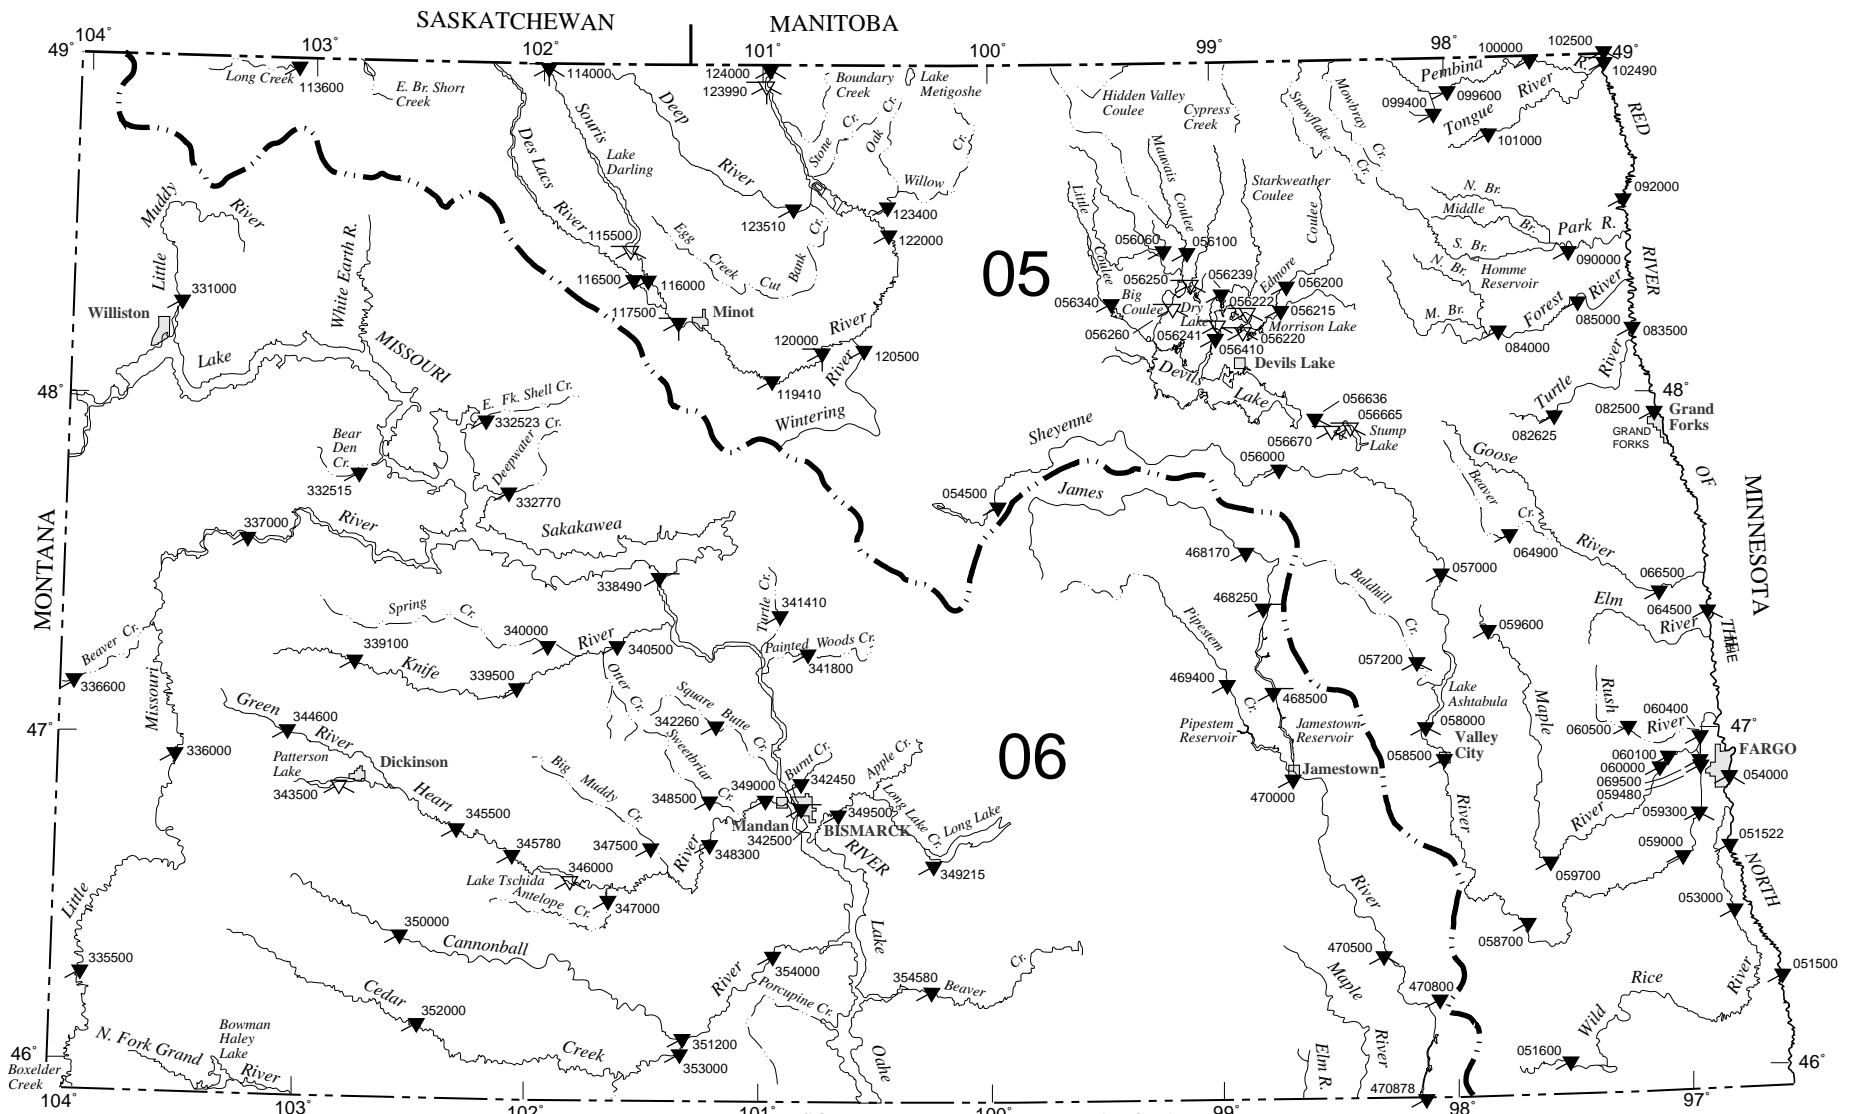 SASKATCHEWAN
MANITOBA
49°
104°
103°
102°
101°
100°
99°
98°
49°
Long Creek
113600
E. Br. Short
Creek
114000
124000
123990
Boundary
Creek
Lake
Metigoshe
Hidden Valley
Coulee
Cypress
Creek
Snowflake
Cr.
Mowbray
Cr.
Pembina
R.
100000
102500
102490
099600
099400
Tongue
River
101000
RED
RIVER
OF
THE
NORTH
Des Lacs
River
Souris
Lake
Darling
Deep
River
Stone
Cr.
Oak
Cr.
Willow
Cr.
123510
123400
122000
115500
116500
116000
117500
Minot
Egg
Creek
Cut
Bank
Cr.
120000
120500
119410
River
River
Wintering
Little
Muddy
River
331000
Williston
White Earth R.
Lake
MISSOURI
48°
E. Fk. Shell Cr.
332523
Deepwater
Cr.
Bear
Den
Cr.
332515
332770
337000
River
Sakakawea
338490
05
Little
Coulee
Mauvais
Coulee
Starkweather
Coulee
Coulee
Edmore
056060
056100
056250
056239
056200
056340
Big
Coulee
Dry
Lake
056222
056215
Morrison Lake
056260
056241
056220
056410
Devils Lake
Devils
Lake
056636
056665
Stump
Lake
056670
056000
Sheyenne
054500
James
092000
N. Br.
Middle
Br.
Park R.
S. Br.
090000
N. Br.
Homme
Reservoir
M. Br.
Forest
River
085000
084000
083500
Turtle
River
082625
082500
GRAND
FORKS
48°
Grand
Forks
Goose
River
Beaver
Cr.
064900
066500
064500
Elm
River
MINNESOTA
MONTANA
Beaver Cr.
336600
Missouri
Little
Spring
Cr.
339100
Knife
River
340000
340500
339500
Turtle Cr.
341410
Painted Woods Cr.
341800
Otter
Cr.
Square
Butte
Cr.
342260
47°
Green
River
344600
336000
Patterson
Lake
Dickinson
343500
Heart
345500
345780
Big
Muddy
Cr.
Sweetbriar
Cr.
348500
349000
Burnt Cr.
342450
Apple Cr.
Long Lake Cr.
Long Lake
349500
Mandan
BISMARCK
342500
RIVER
347500
River
348300
349215
346000
Lake Tschida
Antelope
Cr.
347000
06
468170
468250
Pipestem
Cr.
469400
Pipestem
Reservoir
468500
Jamestown
Reservoir
Jamestown
470000
Baldhill
Cr.
057000
057200
Lake
Ashtabula
058000
Valley
City
058500
River
059600
Maple
River
Rush
River
060500
060400
060100
060000
069500
059480
47°
FARGO
054000
059300
059000
051522
059700
053000
058700
051500
335500
350000
Cannonball
River
354000
Lake
Oahe
354580
Beaver
Cr.
Porcupine Cr.
Cedar
Creek
352000
351200
353000
46°
Boxelder
Creek
N. Fork Grand
River
Bowman
Haley
Lake
River
470500
470800
470878
Maple
River
Elm R.
Wild
Rice
River
051600
46°
104°
103°
102°
101°
100°
99°
98°
97°